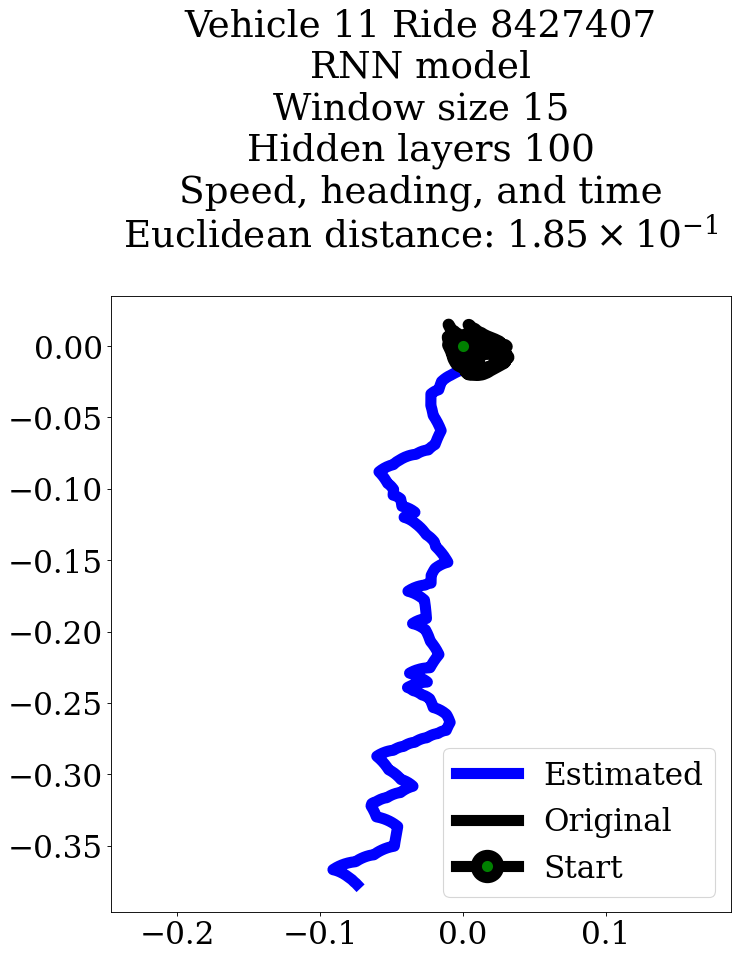 Vehicle 11 Ride 8427407
RNN model
Window size 15
Hidden layers 100
Speed, heading, and time
Euclidean distance: 1.85 × 10⁻¹
0.00
−0.05
−0.10
−0.15
−0.20
−0.25
−0.30
−0.35
−0.2 −0.1 0.0 0.1
Estimated
Original
Start